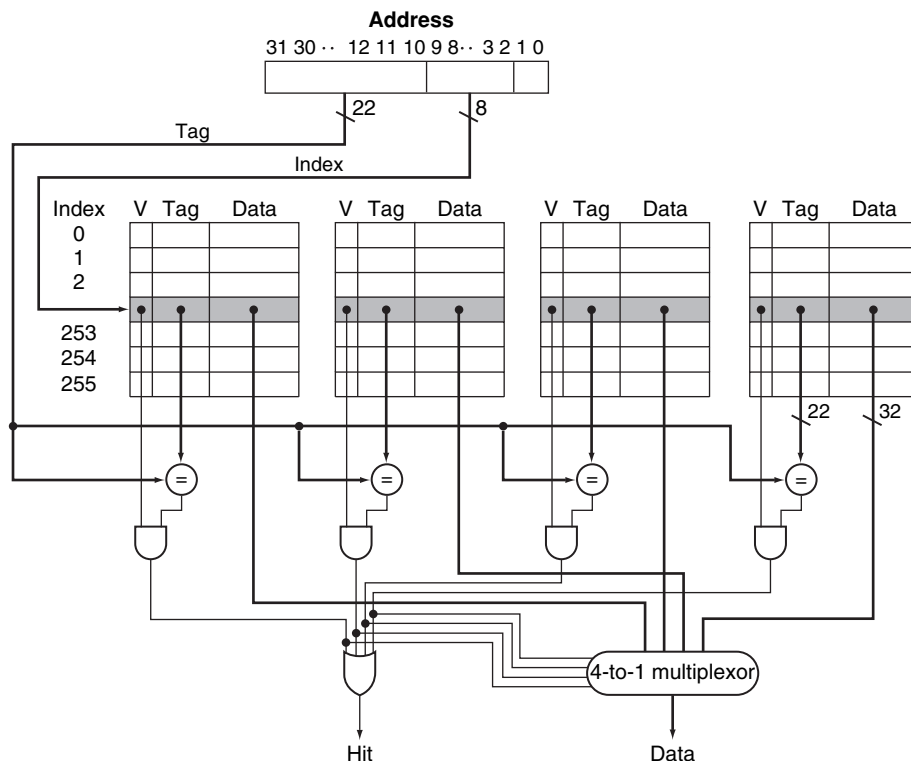 Address
31 30 ·· 12 11 10 9 8 ·· 3 2 1 0
22
8
Tag
Index
Index V Tag Data V Tag Data V Tag Data V Tag Data
0
1
2
253
254
255
22
32
= = = =
4-to-1 multiplexor
Hit Data